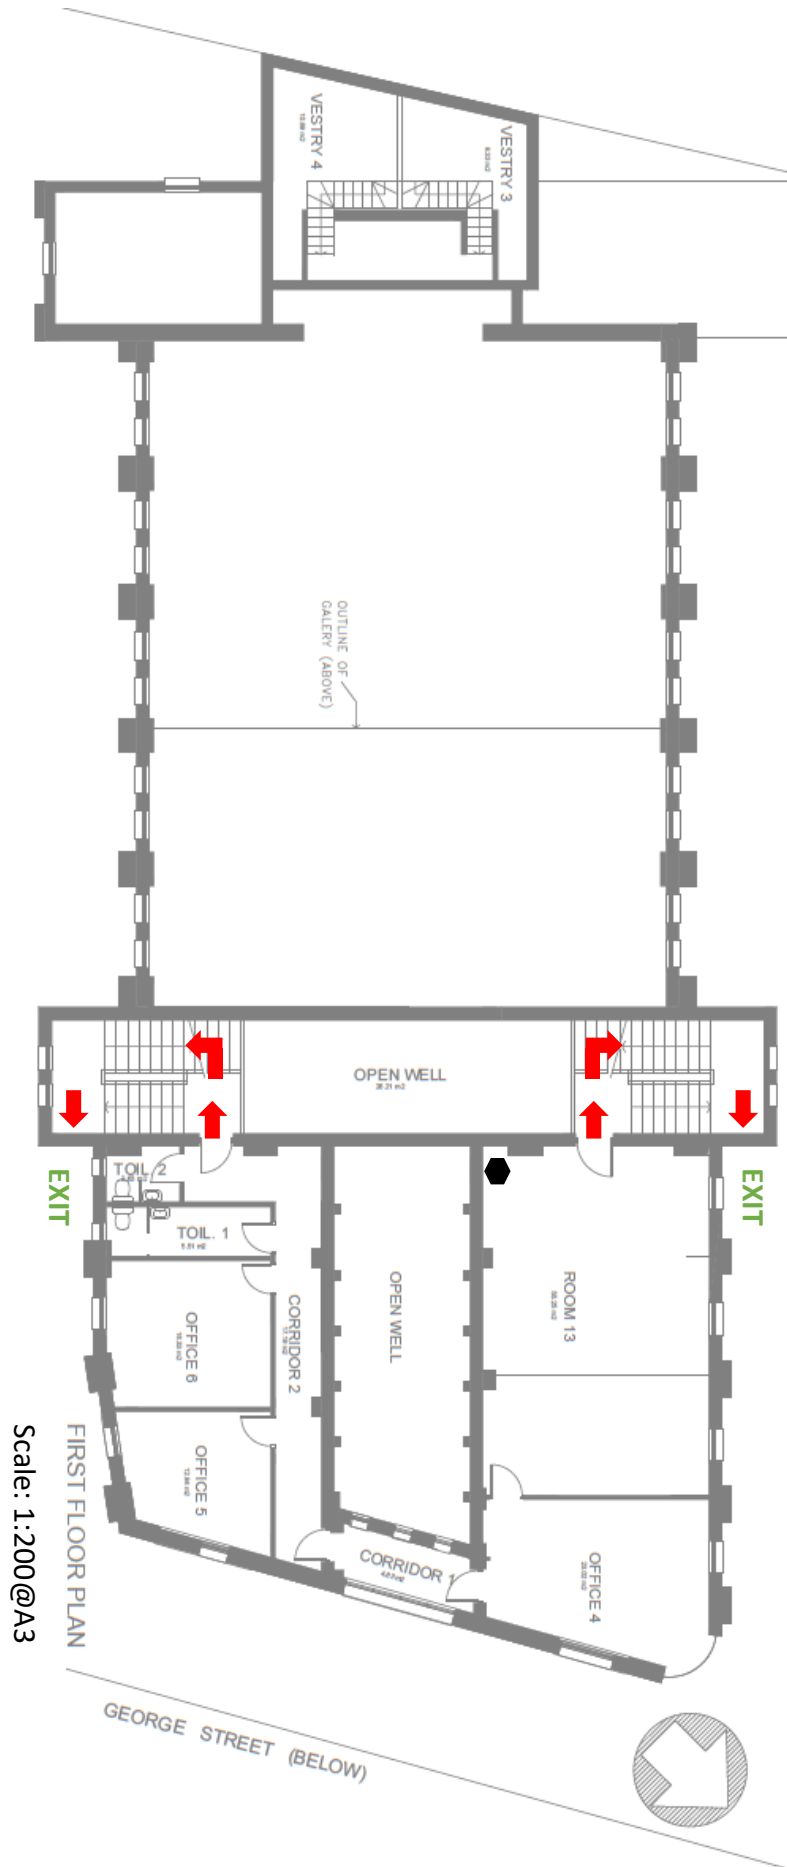 VESTRY 4
VESTRY 3
OUTLINE OF
GALERY (ABOVE)
OPEN WELL
EXIT
EXIT
TOIL. 2
TOIL. 1
OPEN WELL
ROOM 13
CORRIDOR 2
OFFICE 6
OFFICE 5
CORRIDOR 1
OFFICE 4
FIRST FLOOR PLAN
Scale: 1:200@A3
GEORGE STREET (BELOW)